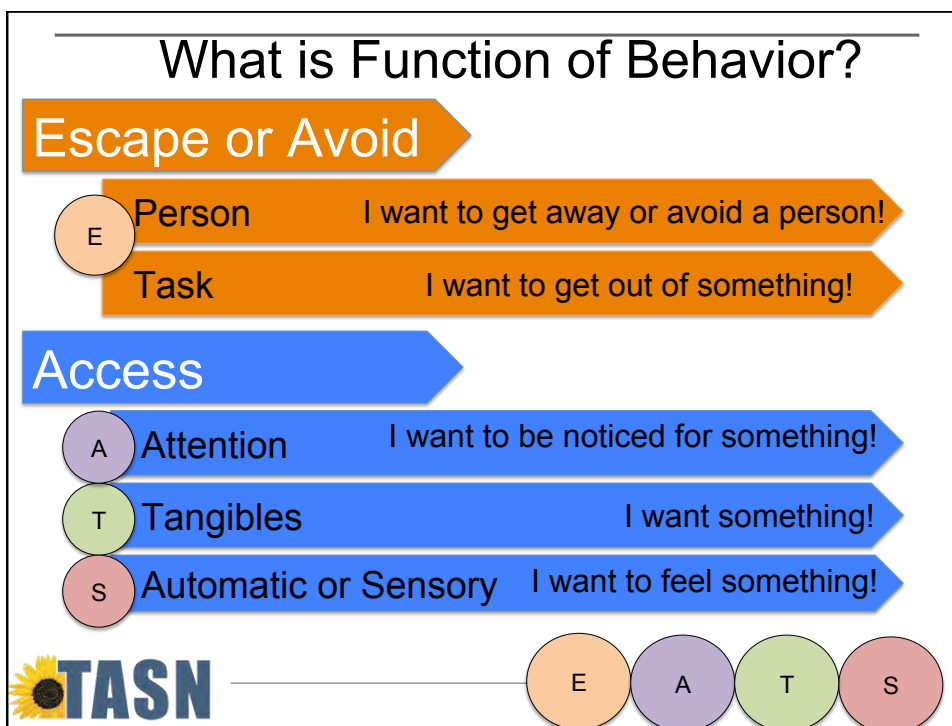 What is Function of Behavior?
Escape or Avoid
E
Person I want to get away or avoid a person!
Task I want to get out of something!
Access
A Attention I want to be noticed for something!
T Tangibles I want something!
S Automatic or Sensory I want to feel something!
TASN
E A T S